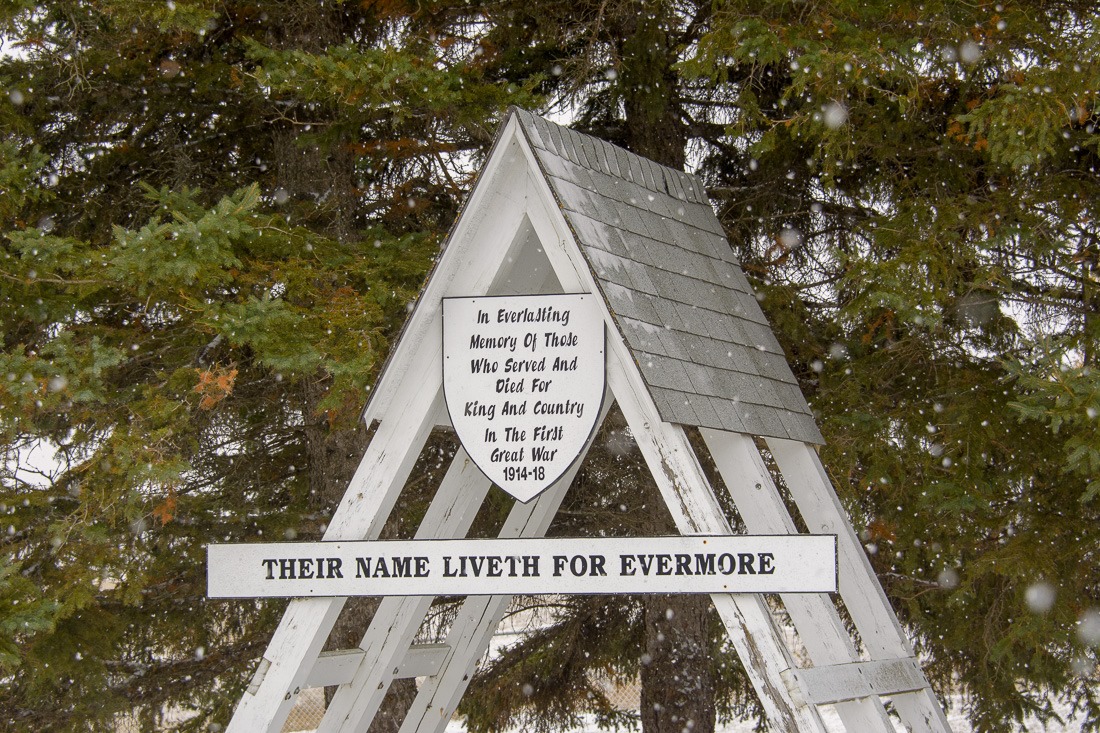 In Everlasting
Memory Of Those
Who Served And
Died For
King And Country
In The First
Great War
1914-18
THEIR NAME LIVETH FOR EVERMORE